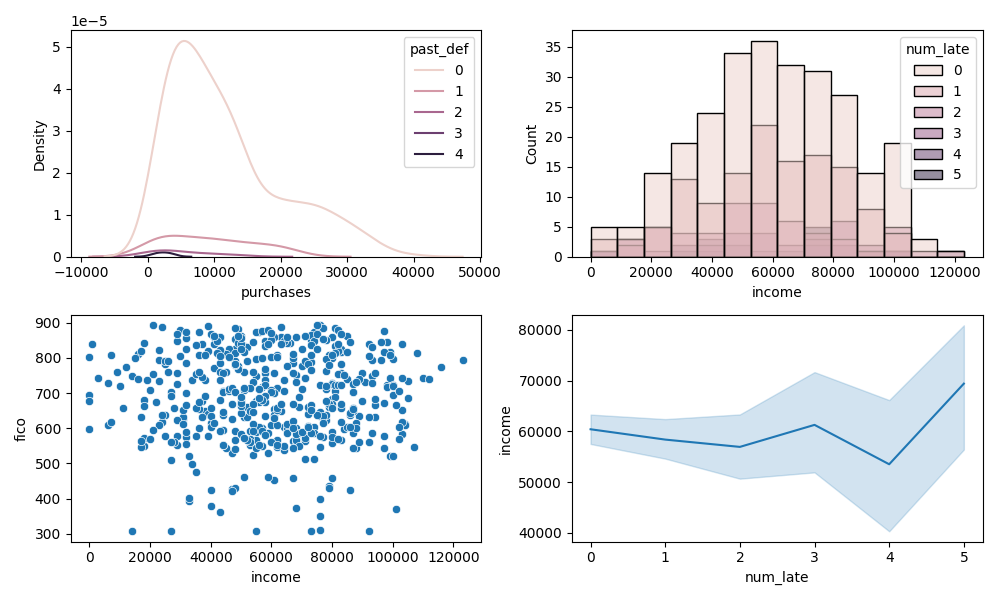 1e−5
5
4
3
2
1
0
Density
−10000 0 10000 20000 30000 40000 50000
purchases
past_def
0
1
2
3
4
35
30
25
20
15
10
5
0
Count
0 20000 40000 60000 80000 100000 120000
income
num_late
0
1
2
3
4
5
900
800
700
600
500
400
300
fico
0 20000 40000 60000 80000 100000 120000
income
80000
70000
60000
50000
40000
income
0 1 2 3 4 5
num_late